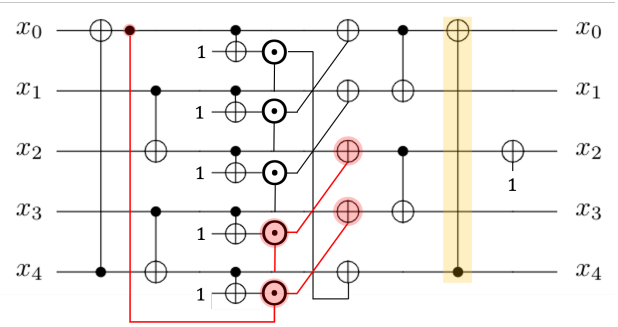 x₀ x₀
1
x₁ x₁
1
x₂ x₂
1 1
x₃ x₃
1
x₄ x₄
1